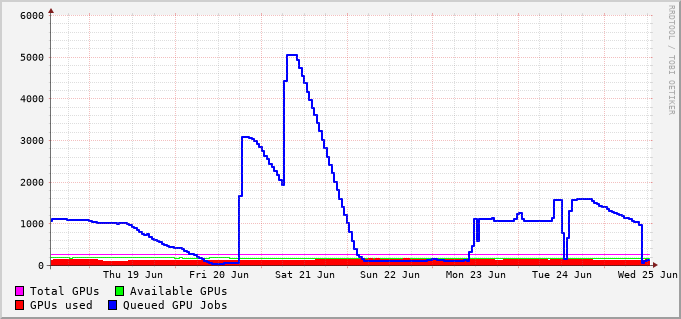 6000
5000
4000
3000
2000
1000
0
Thu 19 Jun Fri 20 Jun Sat 21 Jun Sun 22 Jun Mon 23 Jun Tue 24 Jun Wed 25 Jun
Total GPUs Available GPUs
GPUs used Queued GPU Jobs
RRDTOOL / TOBI OETIKER